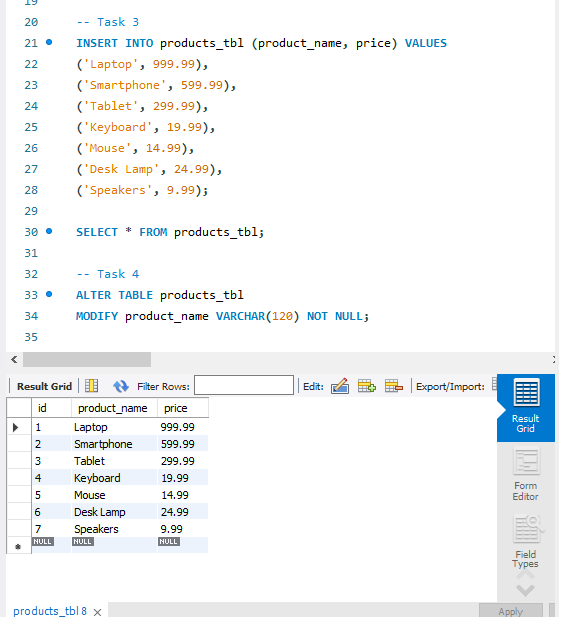 19
20 -- Task 3
21 INSERT INTO products_tbl (product_name, price) VALUES
22 ('Laptop', 999.99),
23 ('Smartphone', 599.99),
24 ('Tablet', 299.99),
25 ('Keyboard', 19.99),
26 ('Mouse', 14.99),
27 ('Desk Lamp', 24.99),
28 ('Speakers', 9.99);
29
30 SELECT * FROM products_tbl;
31
32 -- Task 4
33 ALTER TABLE products_tbl
34 MODIFY product_name VARCHAR(120) NOT NULL;
35
Result Grid Filter Rows: Edit: Export/Import:
id product_name price
1 Laptop 999.99
2 Smartphone 599.99
3 Tablet 299.99
4 Keyboard 19.99
5 Mouse 14.99
6 Desk Lamp 24.99
7 Speakers 9.99
NULL NULL NULL
Result
Grid
Form
Editor
Field
Types
products_tbl 8 ×
Apply